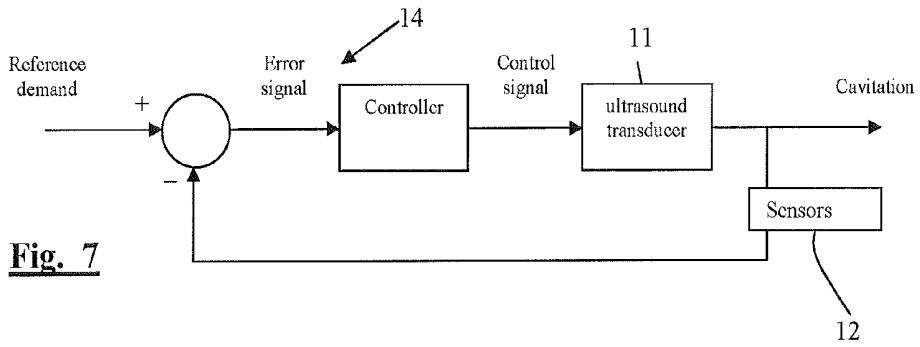 14
11
Reference
demand
Error
signal
Control
signal
Cavitation
+
Controller
ultrasound
transducer
−
Sensors
Fig. 7
12